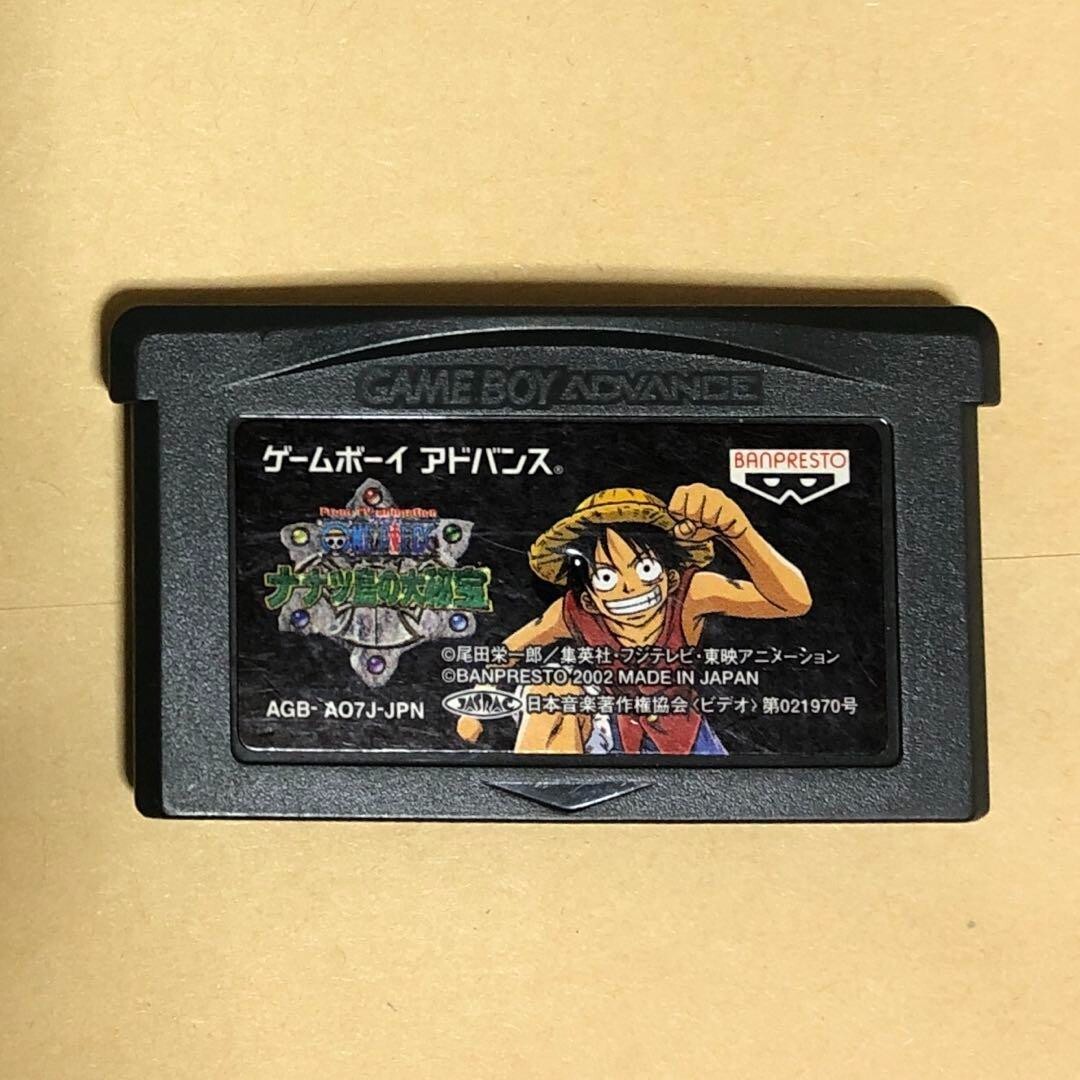 GAME BOY ADVANCE
ゲームボーイ アドバンス®
BANPRESTO
From TV animation
ONE PIECE
ナナツ島の大秘宝
©尾田栄一郎/集英社・フジテレビ・東映アニメーション
©BANPRESTO 2002 MADE IN JAPAN
AGB-AO7J-JPN
JASRAC 日本音楽著作権協会〈ビデオ〉第021970号